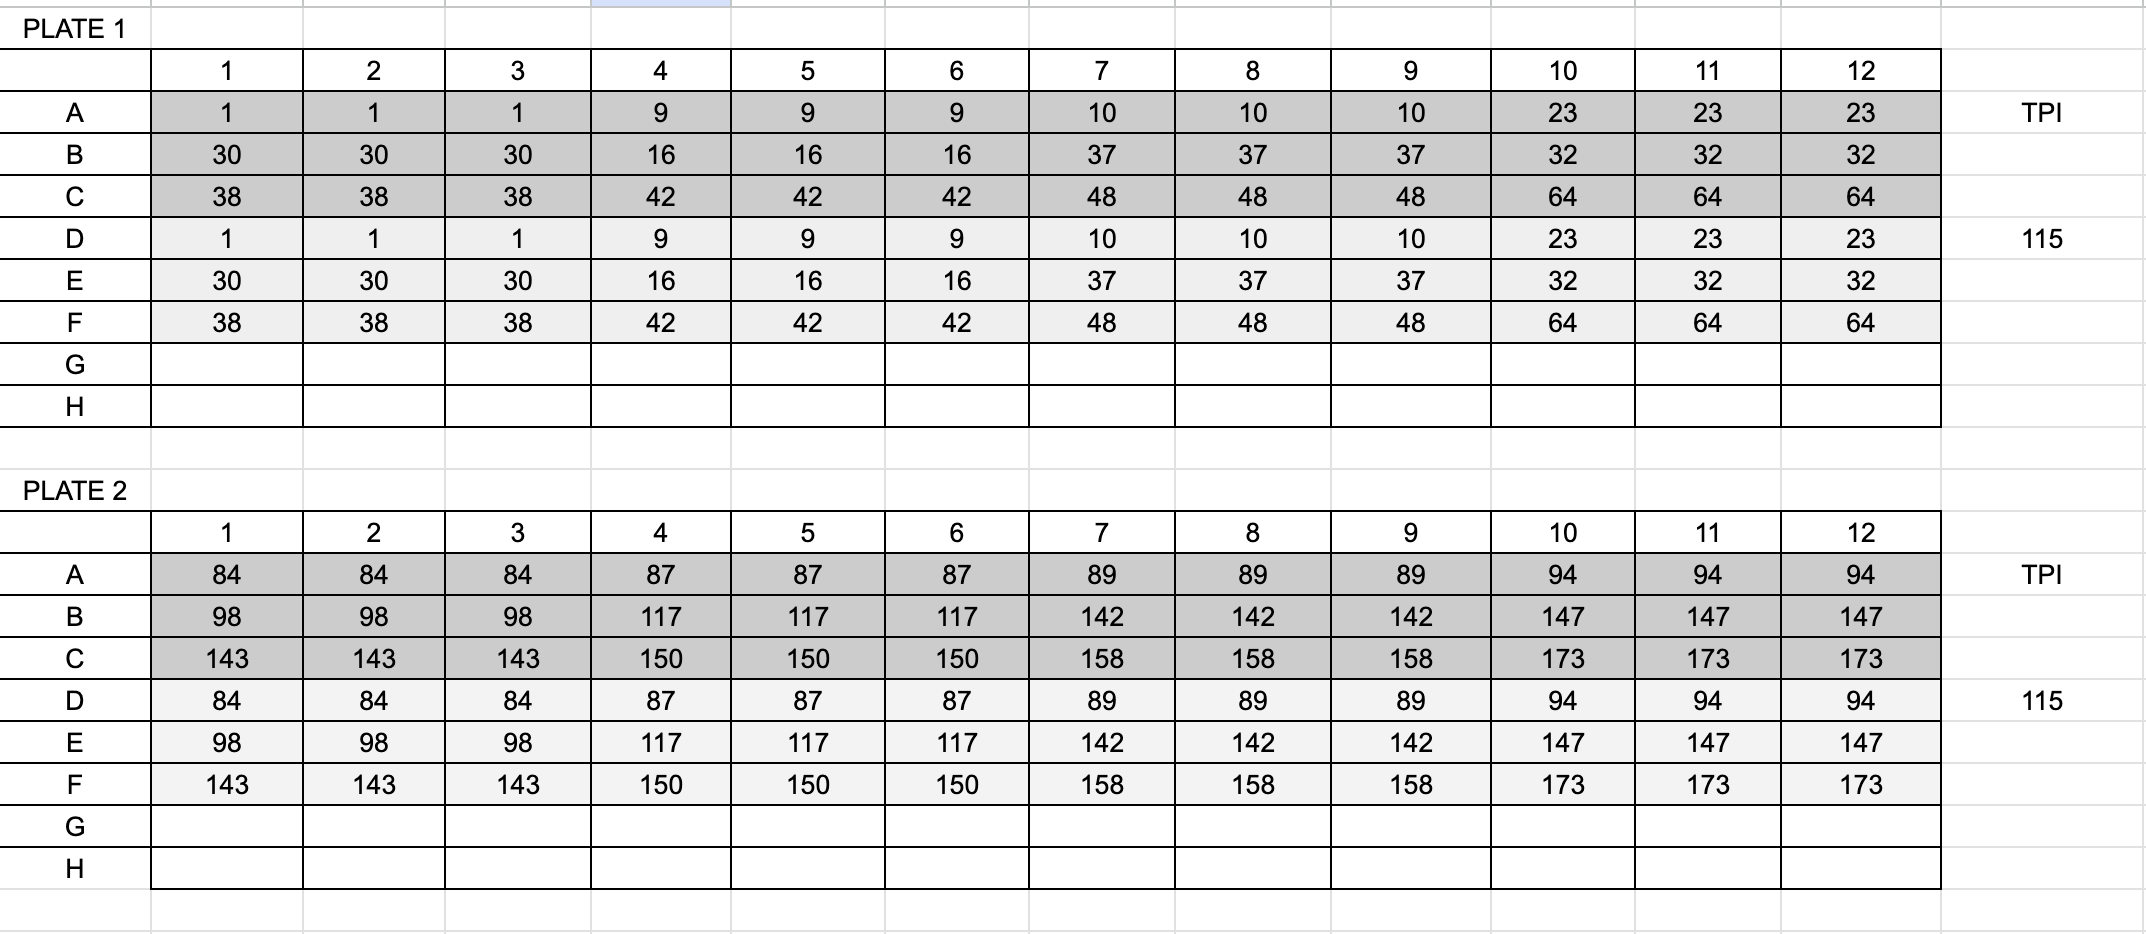 PLATE 1
1 2 3 4 5 6 7 8 9 10 11 12
A 1 1 1 9 9 9 10 10 10 23 23 23 TPI
B 30 30 30 16 16 16 37 37 37 32 32 32
C 38 38 38 42 42 42 48 48 48 64 64 64
D 1 1 1 9 9 9 10 10 10 23 23 23 115
E 30 30 30 16 16 16 37 37 37 32 32 32
F 38 38 38 42 42 42 48 48 48 64 64 64
G
H
PLATE 2
1 2 3 4 5 6 7 8 9 10 11 12
A 84 84 84 87 87 87 89 89 89 94 94 94 TPI
B 98 98 98 117 117 117 142 142 142 147 147 147
C 143 143 143 150 150 150 158 158 158 173 173 173
D 84 84 84 87 87 87 89 89 89 94 94 94 115
E 98 98 98 117 117 117 142 142 142 147 147 147
F 143 143 143 150 150 150 158 158 158 173 173 173
G
H